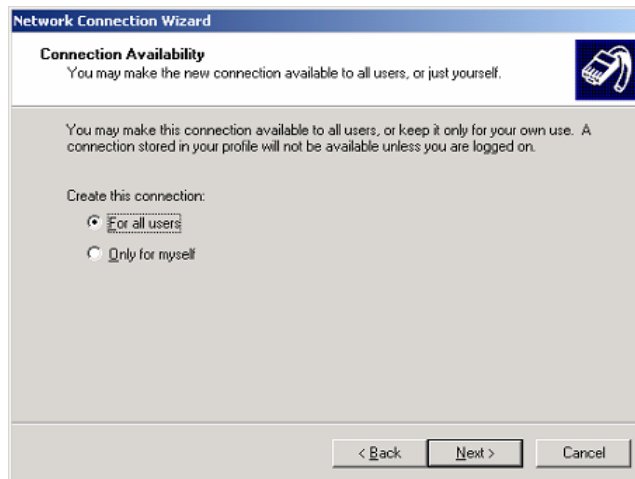 Network Connection Wizard
Connection Availability
You may make the new connection available to all users, or just yourself.
You may make this connection available to all users, or keep it only for your own use. A
connection stored in your profile will not be available unless you are logged on.
Create this connection:
For all users
Only for myself
< Back
Next >
Cancel